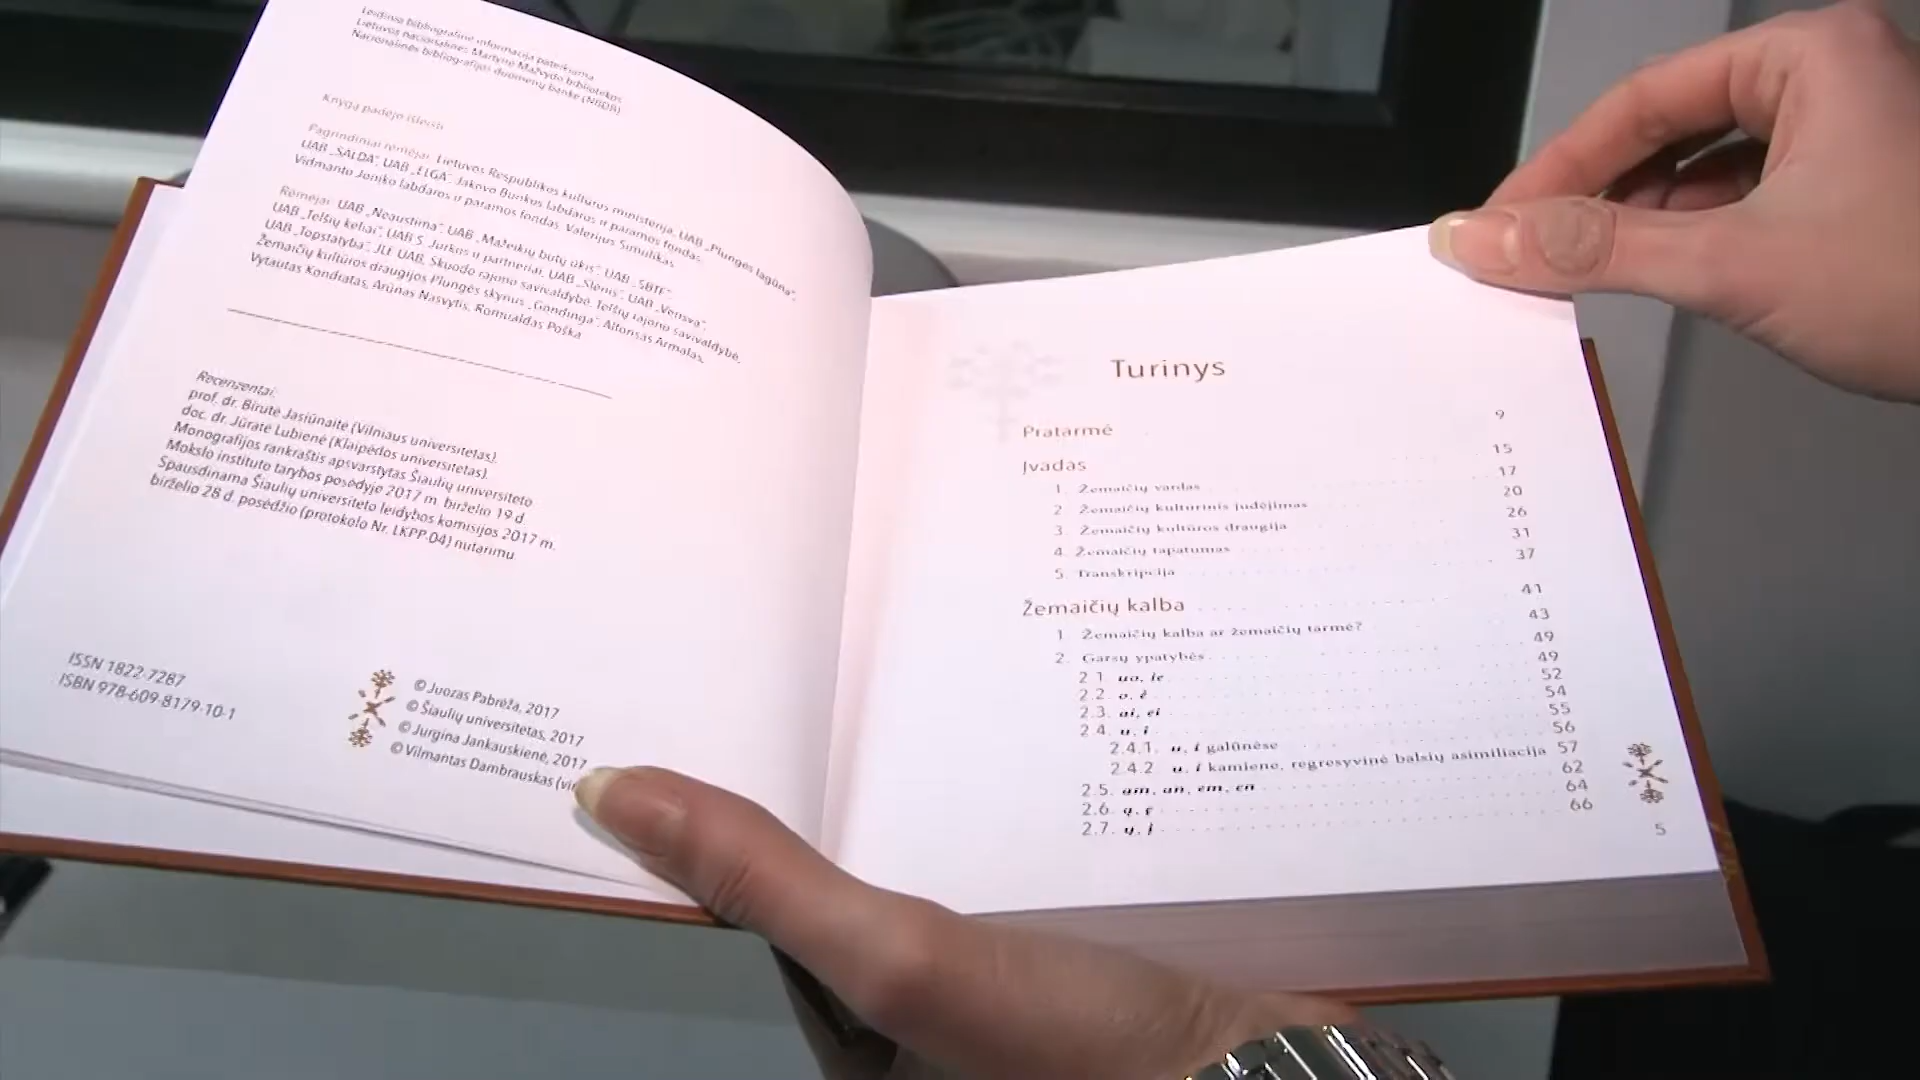 Leidinio bibliografinė informacija pateikiama
Lietuvos nacionalinės Martyno Mažvydo bibliotekos
Nacionalinės bibliografijos duomenų banke (NBDB)
Knygą padėjo išleisti
Pagrindiniai rėmėjai: Lietuvos Respublikos kultūros ministerija, UAB „Plungės lagūna“,
UAB „SALDA“, UAB „ELGA“, Jakovo Bunkos labdaros ir paramos fondas,
Vidmanto Joniko labdaros ir paramos fondas, Valerijus Simulikas
Rėmėjai: UAB „Neaustima“, UAB „Mažeikių butų ūkis“, UAB „SBTF“,
UAB „Telšių keliai“, UAB S. Jurkos ir partneriai, UAB „Slėnis“, UAB „Vensva“,
UAB „Topstatyba“, JLF UAB, Skuodo rajono savivaldybė, Telšių rajono savivaldybė,
Žemaičių kultūros draugijos Plungės skyrius „Gondinga“, Alfonsas Armalas,
Vytautas Kondratas, Arūnas Nasvytis, Romualdas Poška
Recenzentai:
prof. dr. Birutė Jasiūnaitė (Vilniaus universitetas),
doc. dr. Jūratė Lubienė (Klaipėdos universitetas).
Monografijos rankraštis apsvarstytas Šiaulių universiteto
Mokslo instituto tarybos posėdyje 2017 m. birželio 19 d
Spausdinama Šiaulių universiteto leidybos komisijos 2017 m.
birželio 28 d. posėdžio (protokolo Nr. LKPP-04) nutarimu
ISSN 1822-7287
ISBN 978-609-8179-10-1
© Juozas Pabrėža, 2017
© Šiaulių universitetas, 2017
© Jurgina Jankauskienė, 2017
© Vilmantas Dambrauskas (vir
Turinys
Pratarmė 9
Įvadas 15
1. Žemaičių vardas 17
2. Žemaičių kultūrinis judėjimas 20
3. Žemaičių kultūros draugija 26
4. Žemaičių tapatumas 31
5. Transkripcija 37
Žemaičių kalba 41
1. Žemaičių kalba ar žemaičių tarmė? 43
2. Garsų ypatybės 49
2.1. uo, ie 49
2.2. o, ė 52
2.3. ai, ei 54
2.4. u, i 55
2.4.1. u, i galūnėse 56
2.4.2. u, i kamiene, regresyvinė balsių asimiliacija 57
2.5. am, an, em, en 62
2.6. ą, ę 64
2.7. ų, į 66
5